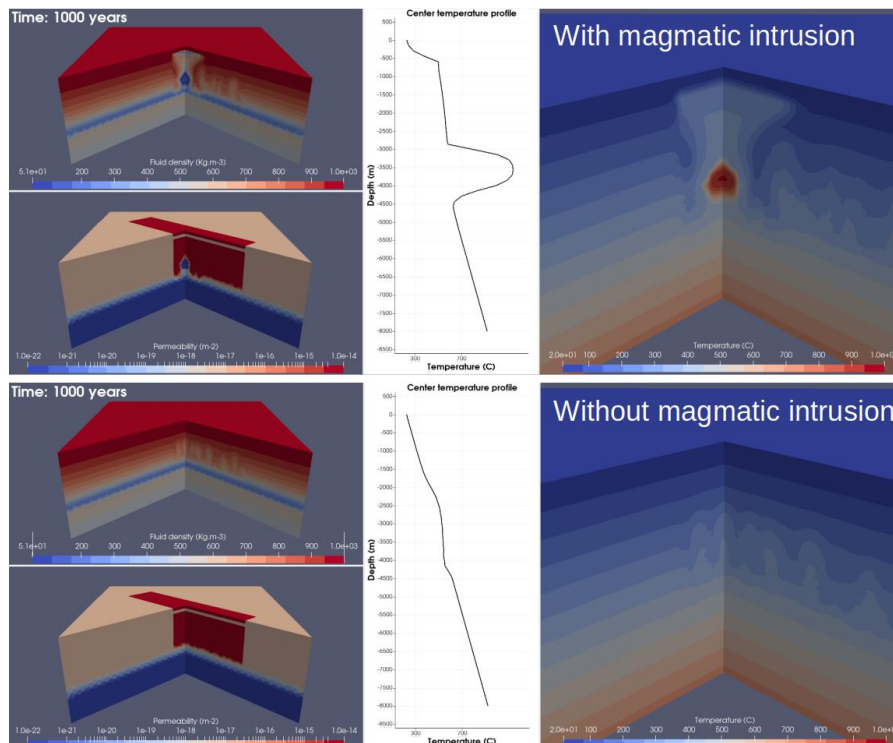 Time: 1000 years
Fluid density (Kg.m-3)
5.1e+01 200 300 400 500 600 700 800 900 1.0e+03
Permeability (m-2)
1.0e-22 1e-21 1e-20 1e-19 1e-18 1e-17 1e-16 1e-15 1.0e-14
Center temperature profile
500
0
-500
-1000
-1500
-2000
-2500
-3000
-3500
-4000
-4500
-5000
-5500
-6000
-6500
-7000
-7500
-8000
-8500
Depth (m)
300 700
Temperature (C)
With magmatic intrusion
Temperature (C)
2.0e+01 100 200 300 400 500 600 700 800 900 1.0e
Time: 1000 years
Fluid density (Kg.m-3)
5.1e+01 200 300 400 500 600 700 800 900 1.0e+03
Permeability (m-2)
1.0e-22 1e-21 1e-20 1e-19 1e-18 1e-17 1e-16 1e-15 1.0e-14
Center temperature profile
500
0
-500
-1000
-1500
-2000
-2500
-3000
-3500
-4000
-4500
-5000
-5500
-6000
-6500
-7000
-7500
-8000
-8500
Depth (m)
300 700
Temperature (C)
Without magmatic intrusion
Temperature (C)
2.0e+01 100 200 300 400 500 600 700 800 900 1.0e